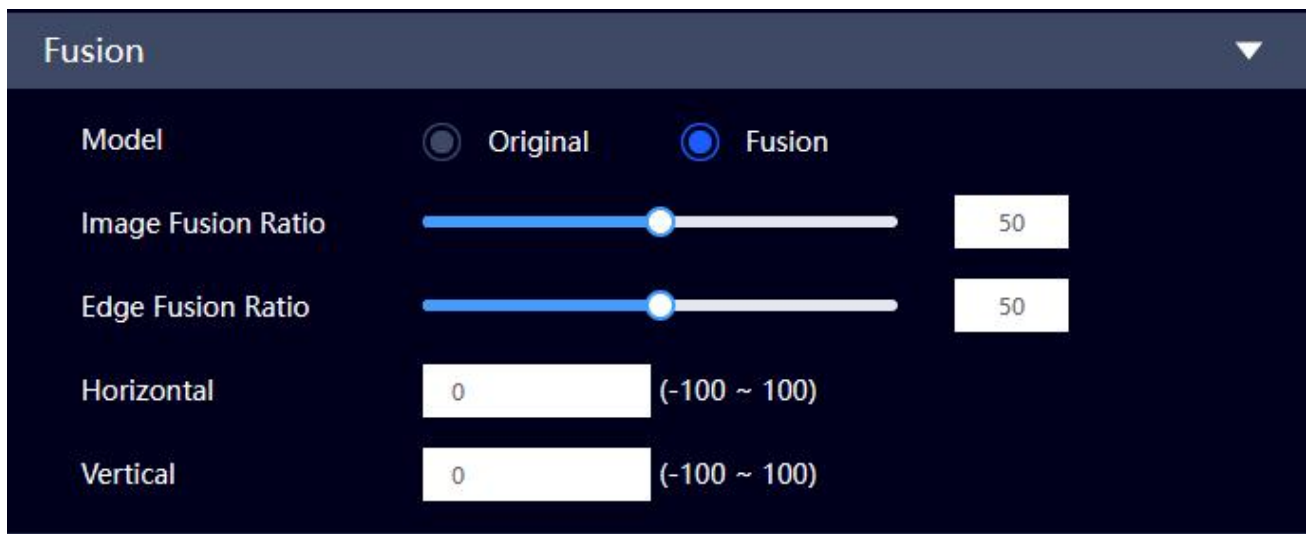 Fusion
Model Original Fusion
Image Fusion Ratio 50
Edge Fusion Ratio 50
Horizontal 0 (-100 ~ 100)
Vertical 0 (-100 ~ 100)